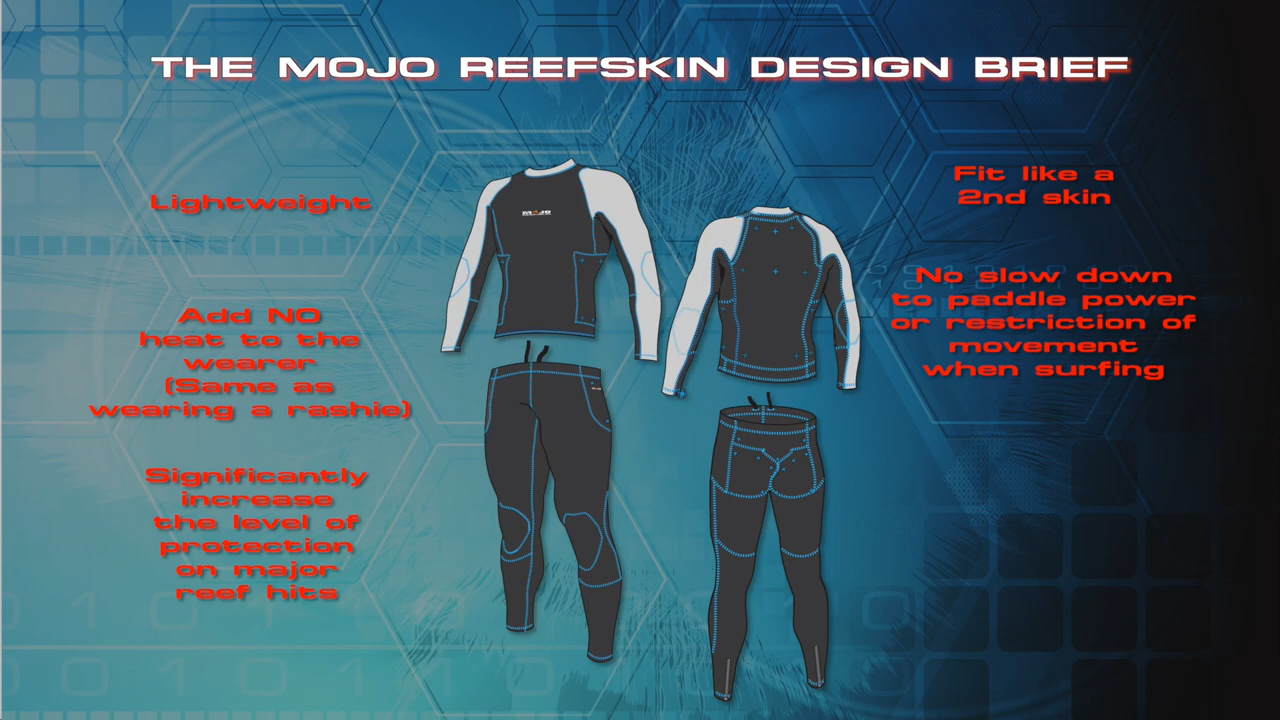 THE MOJO REEFSKIN DESIGN BRIEF
Lightweight
Add NO
heat to the
wearer
(Same as
wearing a rashie)
Significantly
increase
the level of
protection
on major
reef hits
MOJO
Fit like a
2nd skin
No slow down
to paddle power
or restriction of
movement
when surfing